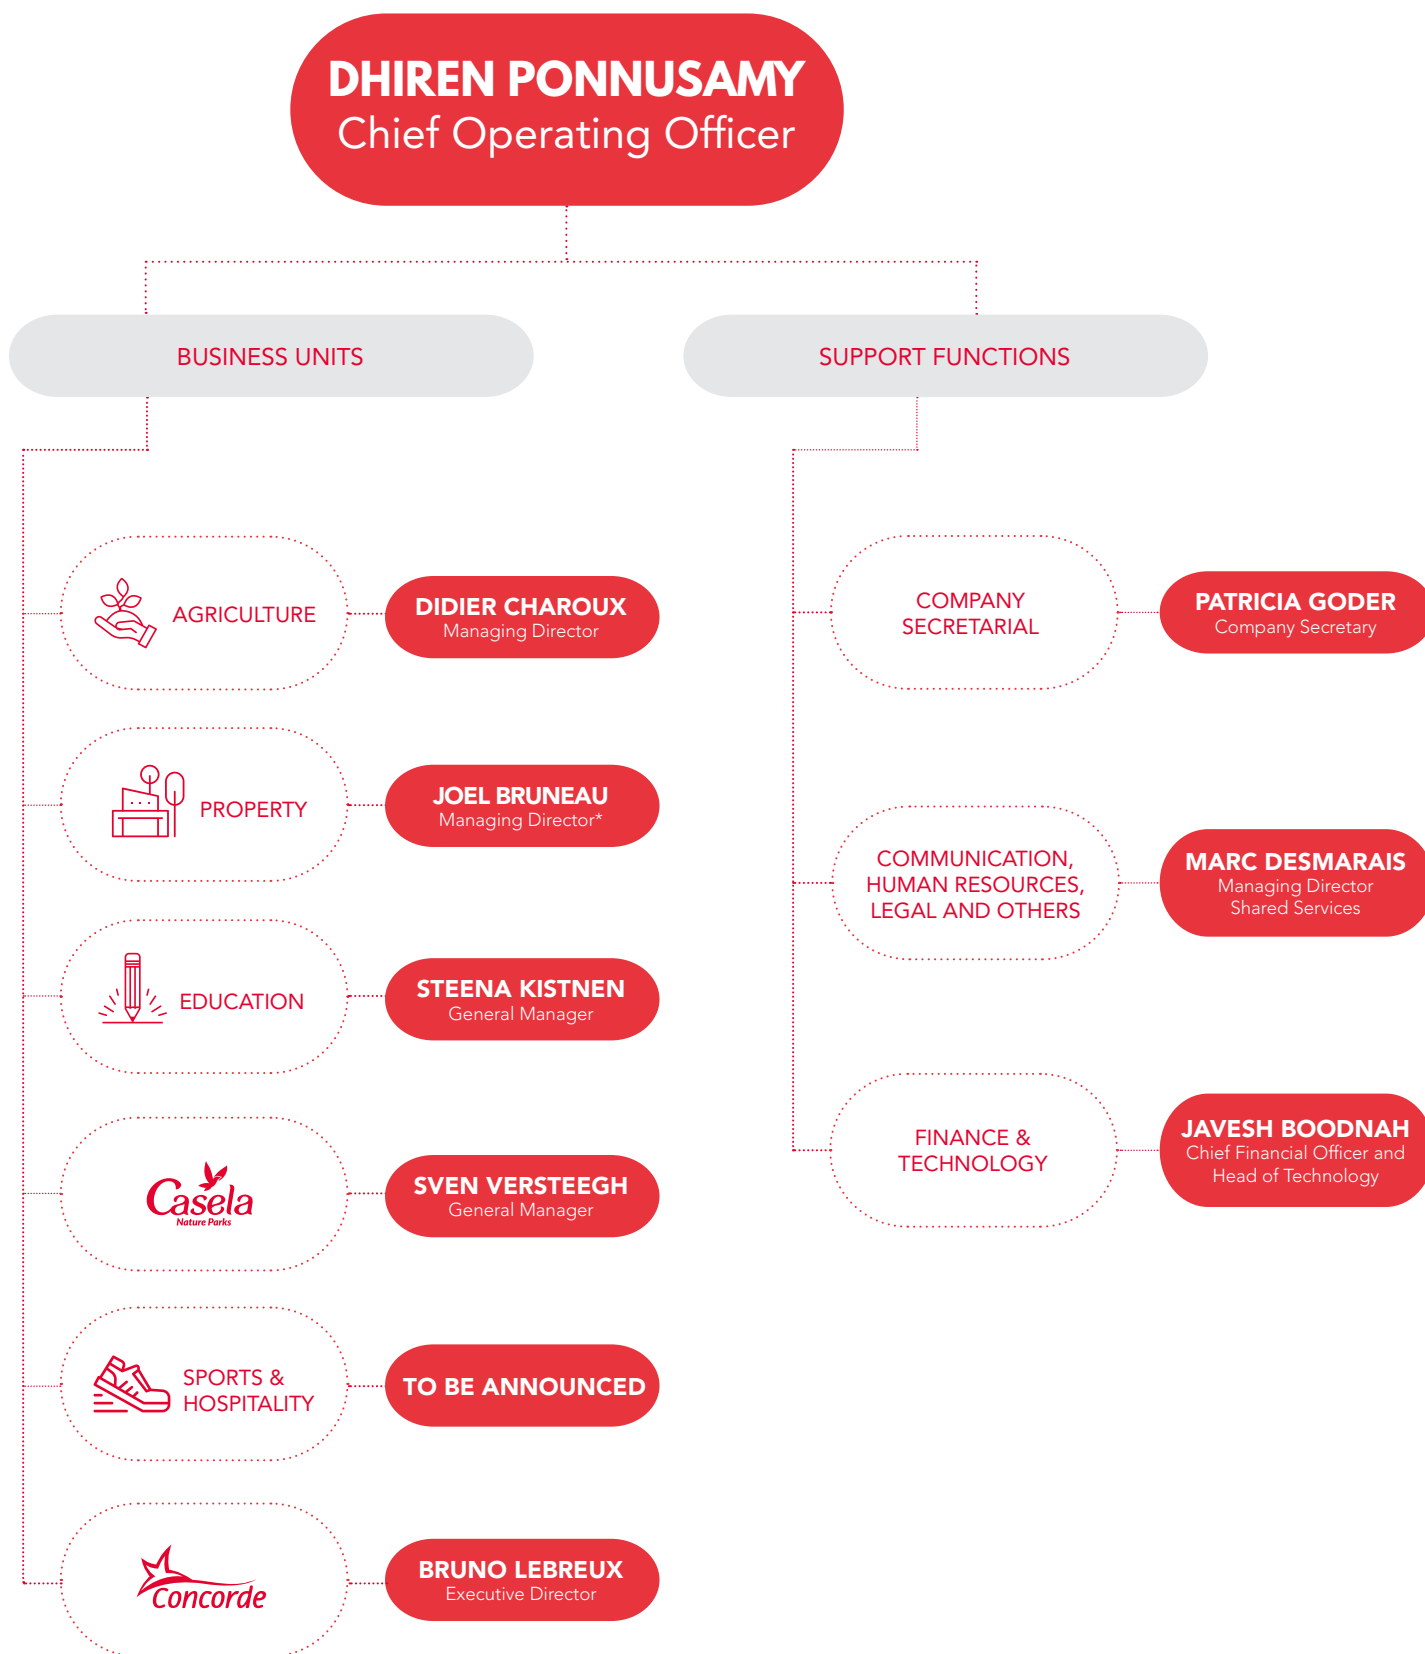 DHIREN PONNUSAMY
Chief Operating Officer
BUSINESS UNITS
AGRICULTURE
DIDIER CHAROUX
Managing Director
PROPERTY
JOEL BRUNEAU
Managing Director*
EDUCATION
STEENA KISTNEN
General Manager
Casela
Nature Parks
SVEN VERSTEEGH
General Manager
SPORTS &
HOSPITALITY
TO BE ANNOUNCED
Concorde
BRUNO LEBREUX
Executive Director
SUPPORT FUNCTIONS
COMPANY
SECRETARIAL
PATRICIA GODER
Company Secretary
COMMUNICATION,
HUMAN RESOURCES,
LEGAL AND OTHERS
MARC DESMARAIS
Managing Director
Shared Services
FINANCE &
TECHNOLOGY
JAVESH BOODNAH
Chief Financial Officer and
Head of Technology